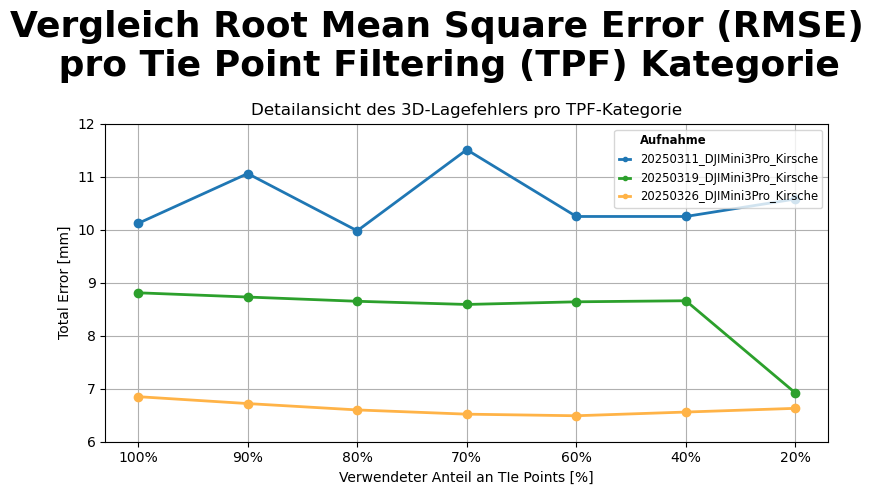 Vergleich Root Mean Square Error (RMSE)
pro Tie Point Filtering (TPF) Kategorie
Detailansicht des 3D-Lagefehlers pro TPF-Kategorie
12
11
10
9
8
7
6
Total Error [mm]
Aufnahme
20250311_DJIMini3Pro_Kirsche
20250319_DJIMini3Pro_Kirsche
20250326_DJIMini3Pro_Kirsche
100% 90% 80% 70% 60% 40% 20%
Verwendeter Anteil an TIe Points [%]